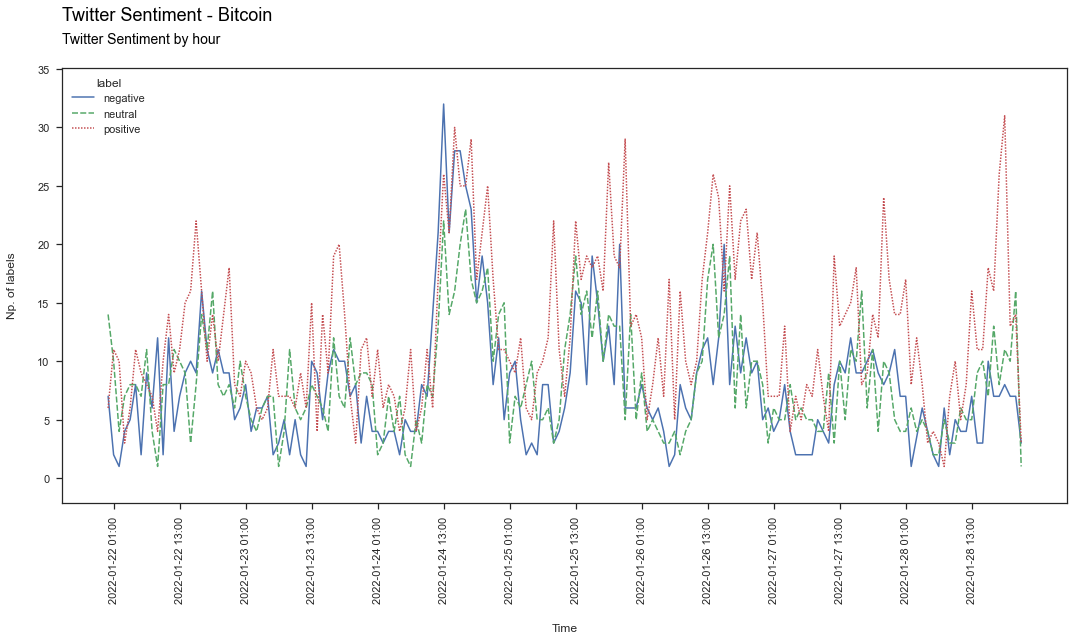 Twitter Sentiment - Bitcoin
Twitter Sentiment by hour
Np. of labels
35
30
25
20
15
10
5
0
label
negative
neutral
positive
2022-01-22 01:00
2022-01-22 13:00
2022-01-23 01:00
2022-01-23 13:00
2022-01-24 01:00
2022-01-24 13:00
2022-01-25 01:00
2022-01-25 13:00
2022-01-26 01:00
2022-01-26 13:00
2022-01-27 01:00
2022-01-27 13:00
2022-01-28 01:00
2022-01-28 13:00
Time